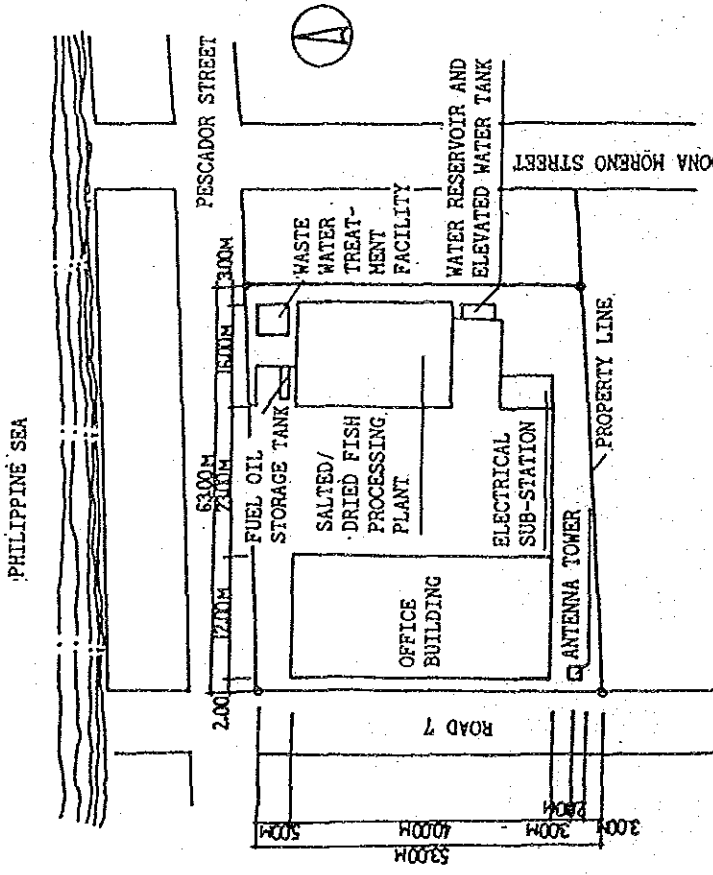 PHILIPPINE SEA
PESCADOR STREET
63.00M
2.00
12.00M
23.00M
16.00M
3.00M
FUEL OIL
STORAGE TANK
WASTE
WATER
TREAT-
MENT
FACILITY
SALTED/
DRIED FISH
PROCESSING
PLANT
WATER RESERVOIR AND
ELEVATED WATER TANK
OFFICE
BUILDING
ELECTRICAL
SUB-STATION
ANTENNA TOWER
PROPERTY LINE
ROAD 7
ONA MORENO STREET
5.00M
40.00M
3.00M
2.00M
3.00M
53.00M